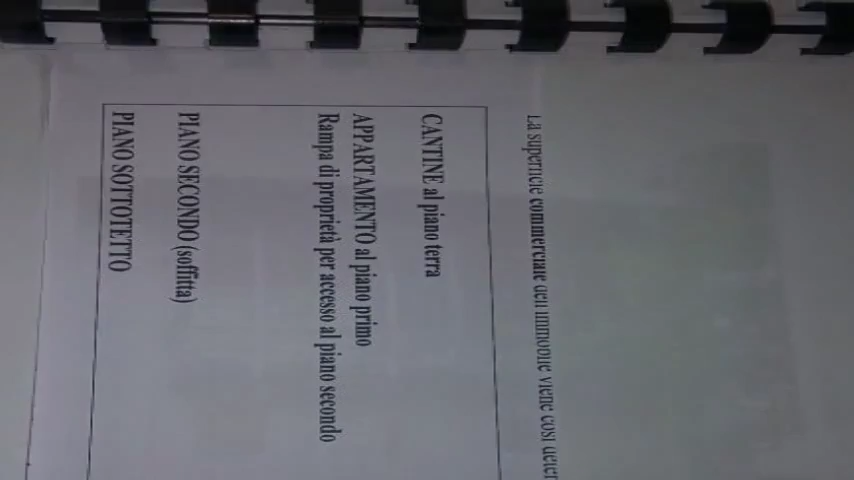 La superficie commerciale dell'immobile viene così
CANTINE al piano terra
APPARTAMENTO al piano primo
Rampa di proprietà per accesso al piano secondo
PIANO SECONDO (soffitta)
PIANO SOTTOTETTO